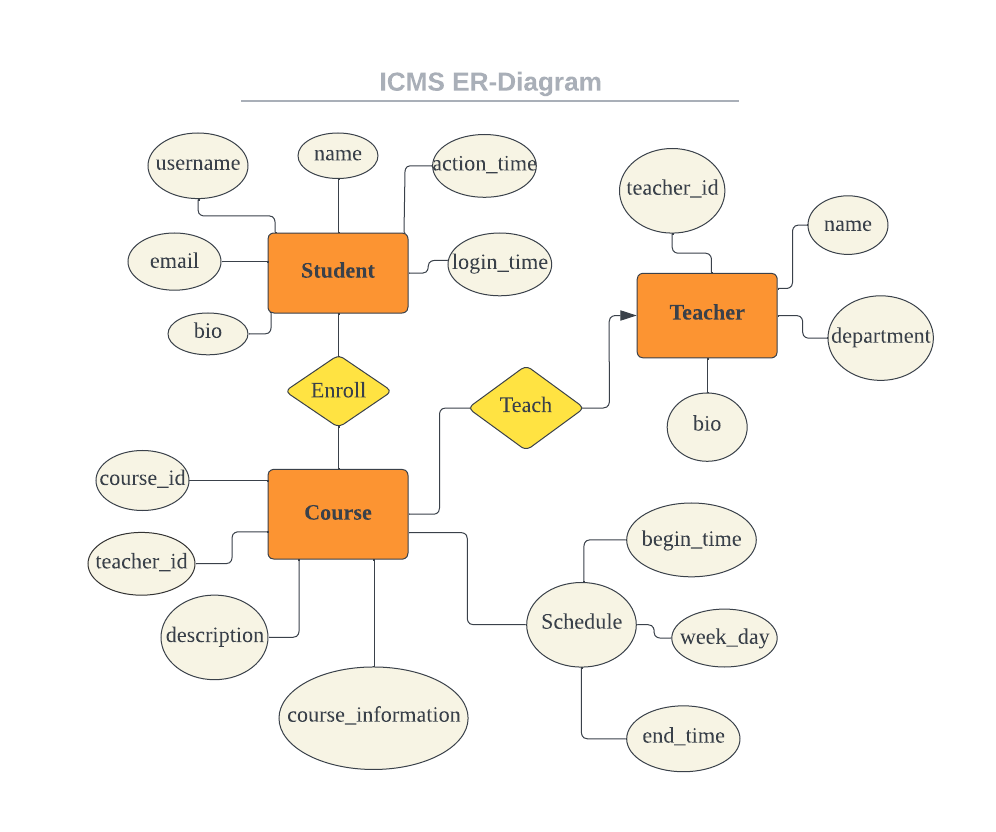 ICMS ER-Diagram
username
name
action_time
teacher_id
name
email
Student
login_time
Teacher
bio
department
Enroll
Teach
bio
course_id
Course
begin_time
teacher_id
description
Schedule
week_day
course_information
end_time